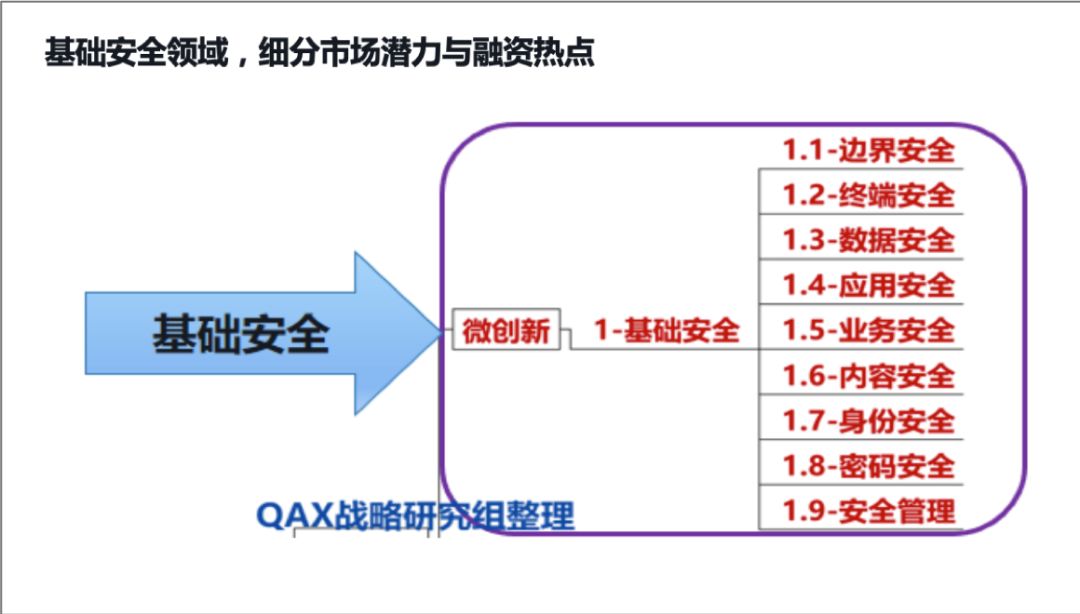 基础安全领域，细分市场潜力与融资热点
基础安全
微创新
1-基础安全
1.1-边界安全
1.2-终端安全
1.3-数据安全
1.4-应用安全
1.5-业务安全
1.6-内容安全
1.7-身份安全
1.8-密码安全
1.9-安全管理
QAX战略研究组整理